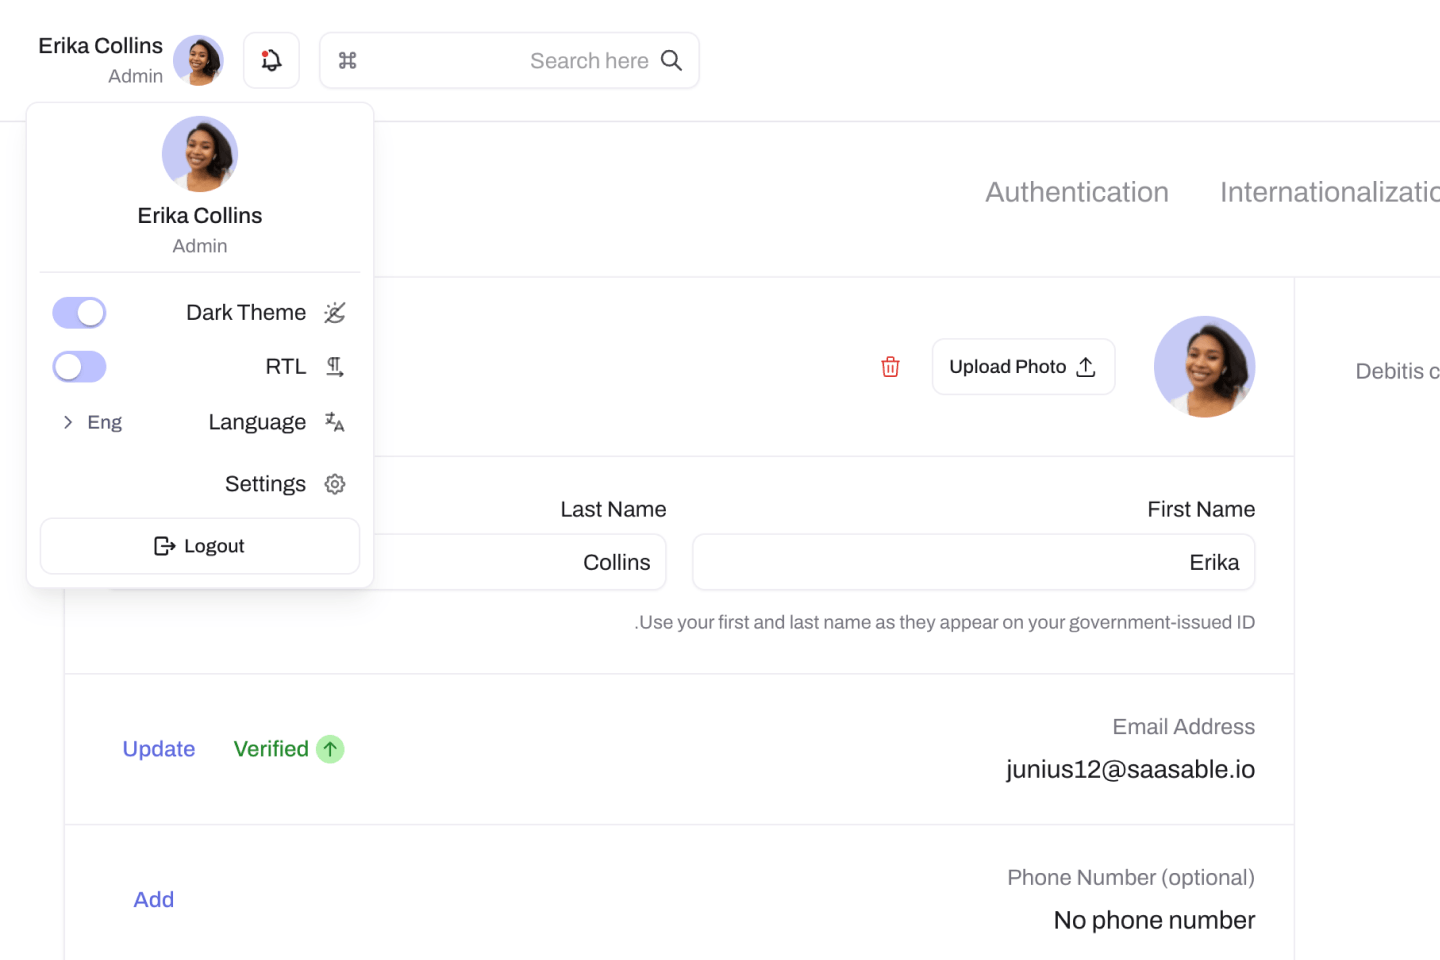 Erika Collins
Admin
⌘ Search here
Erika Collins
Admin
Dark Theme
RTL
Language
Eng
Settings
Logout
Authentication
Internationalizatio
Upload Photo
Debitis c
First Name
Erika
Last Name
Collins
.Use your first and last name as they appear on your government-issued ID
Email Address
junius12@saasable.io
Verified
Update
Phone Number (optional)
No phone number
Add